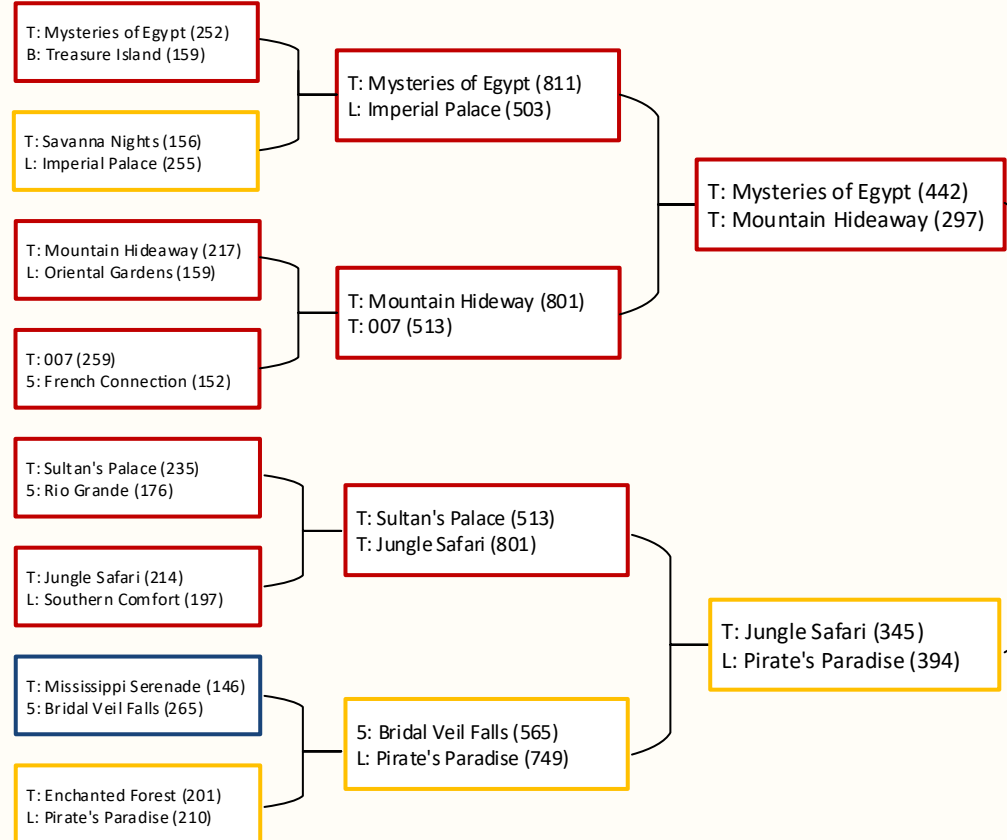 T: Mysteries of Egypt (252)
B: Treasure Island (159)
T: Savanna Nights (156)
L: Imperial Palace (255)
T: Mountain Hideaway (217)
L: Oriental Gardens (159)
T: 007 (259)
5: French Connection (152)
T: Sultan's Palace (235)
5: Rio Grande (176)
T: Jungle Safari (214)
L: Southern Comfort (197)
T: Mississippi Serenade (146)
5: Bridal Veil Falls (265)
T: Enchanted Forest (201)
L: Pirate's Paradise (210)
T: Mysteries of Egypt (811)
L: Imperial Palace (503)
T: Mountain Hideway (801)
T: 007 (513)
T: Sultan's Palace (513)
T: Jungle Safari (801)
5: Bridal Veil Falls (565)
L: Pirate's Paradise (749)
T: Mysteries of Egypt (442)
T: Mountain Hideaway (297)
T: Jungle Safari (345)
L: Pirate's Paradise (394)